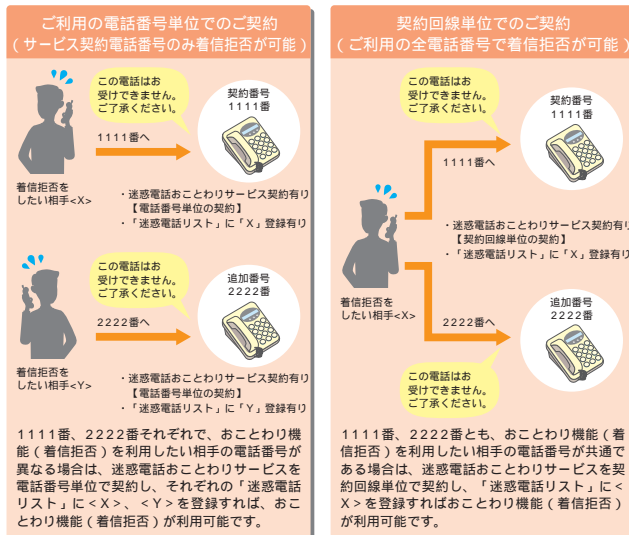 ご利用の電話番号単位でのご契約
（サービス契約電話番号のみ着信拒否が可能）
この電話はお
受けできません。
ご了承ください。
契約番号
1111番
1111番へ
着信拒否を
したい相手<X>
・迷惑電話おことわりサービス契約有り
【電話番号単位の契約】
・「迷惑電話リスト」に「X」登録有り
この電話はお
受けできません。
ご了承ください。
追加番号
2222番
2222番へ
着信拒否を
したい相手<Y>
・迷惑電話おことわりサービス契約有り
【電話番号単位の契約】
・「迷惑電話リスト」に「Y」登録有り
1111番、2222番それぞれで、おことわり機
能（着信拒否）を利用したい相手の電話番号が
異なる場合は、迷惑電話おことわりサービスを
電話番号単位で契約し、それぞれの「迷惑電話
リスト」に<X>、<Y>を登録すれば、おこ
とわり機能（着信拒否）が利用可能です。
契約回線単位でのご契約
（ご利用の全電話番号で着信拒否が可能）
この電話はお
受けできません。
ご了承ください。
契約番号
1111番
1111番へ
・迷惑電話おことわりサービス契約有り
【契約回線単位の契約】
・「迷惑電話リスト」に「X」登録有り
着信拒否を
したい相手<X>
追加番号
2222番
2222番へ
この電話はお
受けできません。
ご了承ください。
1111番、2222番とも、おことわり機能（着
信拒否）を利用したい相手の電話番号が共通で
ある場合は、迷惑電話おことわりサービスを契
約回線単位で契約し、「迷惑電話リスト」に<
X>を登録すればおことわり機能（着信拒否）
が利用可能です。